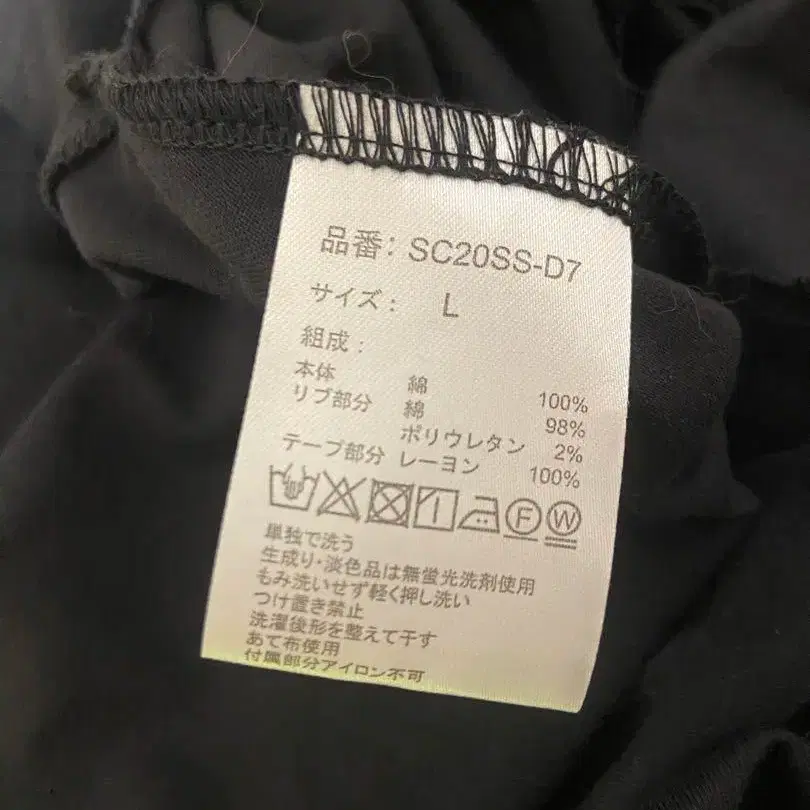 品番: SC20SS-D7
サイズ: L
組成:
本体 綿 100%
リブ部分 綿 98%
ポリウレタン 2%
テープ部分 レーヨン 100%
F W
単独で洗う
生成り・淡色品は無蛍光洗剤使用
もみ洗いせず軽く押し洗い
つけ置き禁止
洗濯後形を整えて干す
あて布使用
付属部分アイロン不可